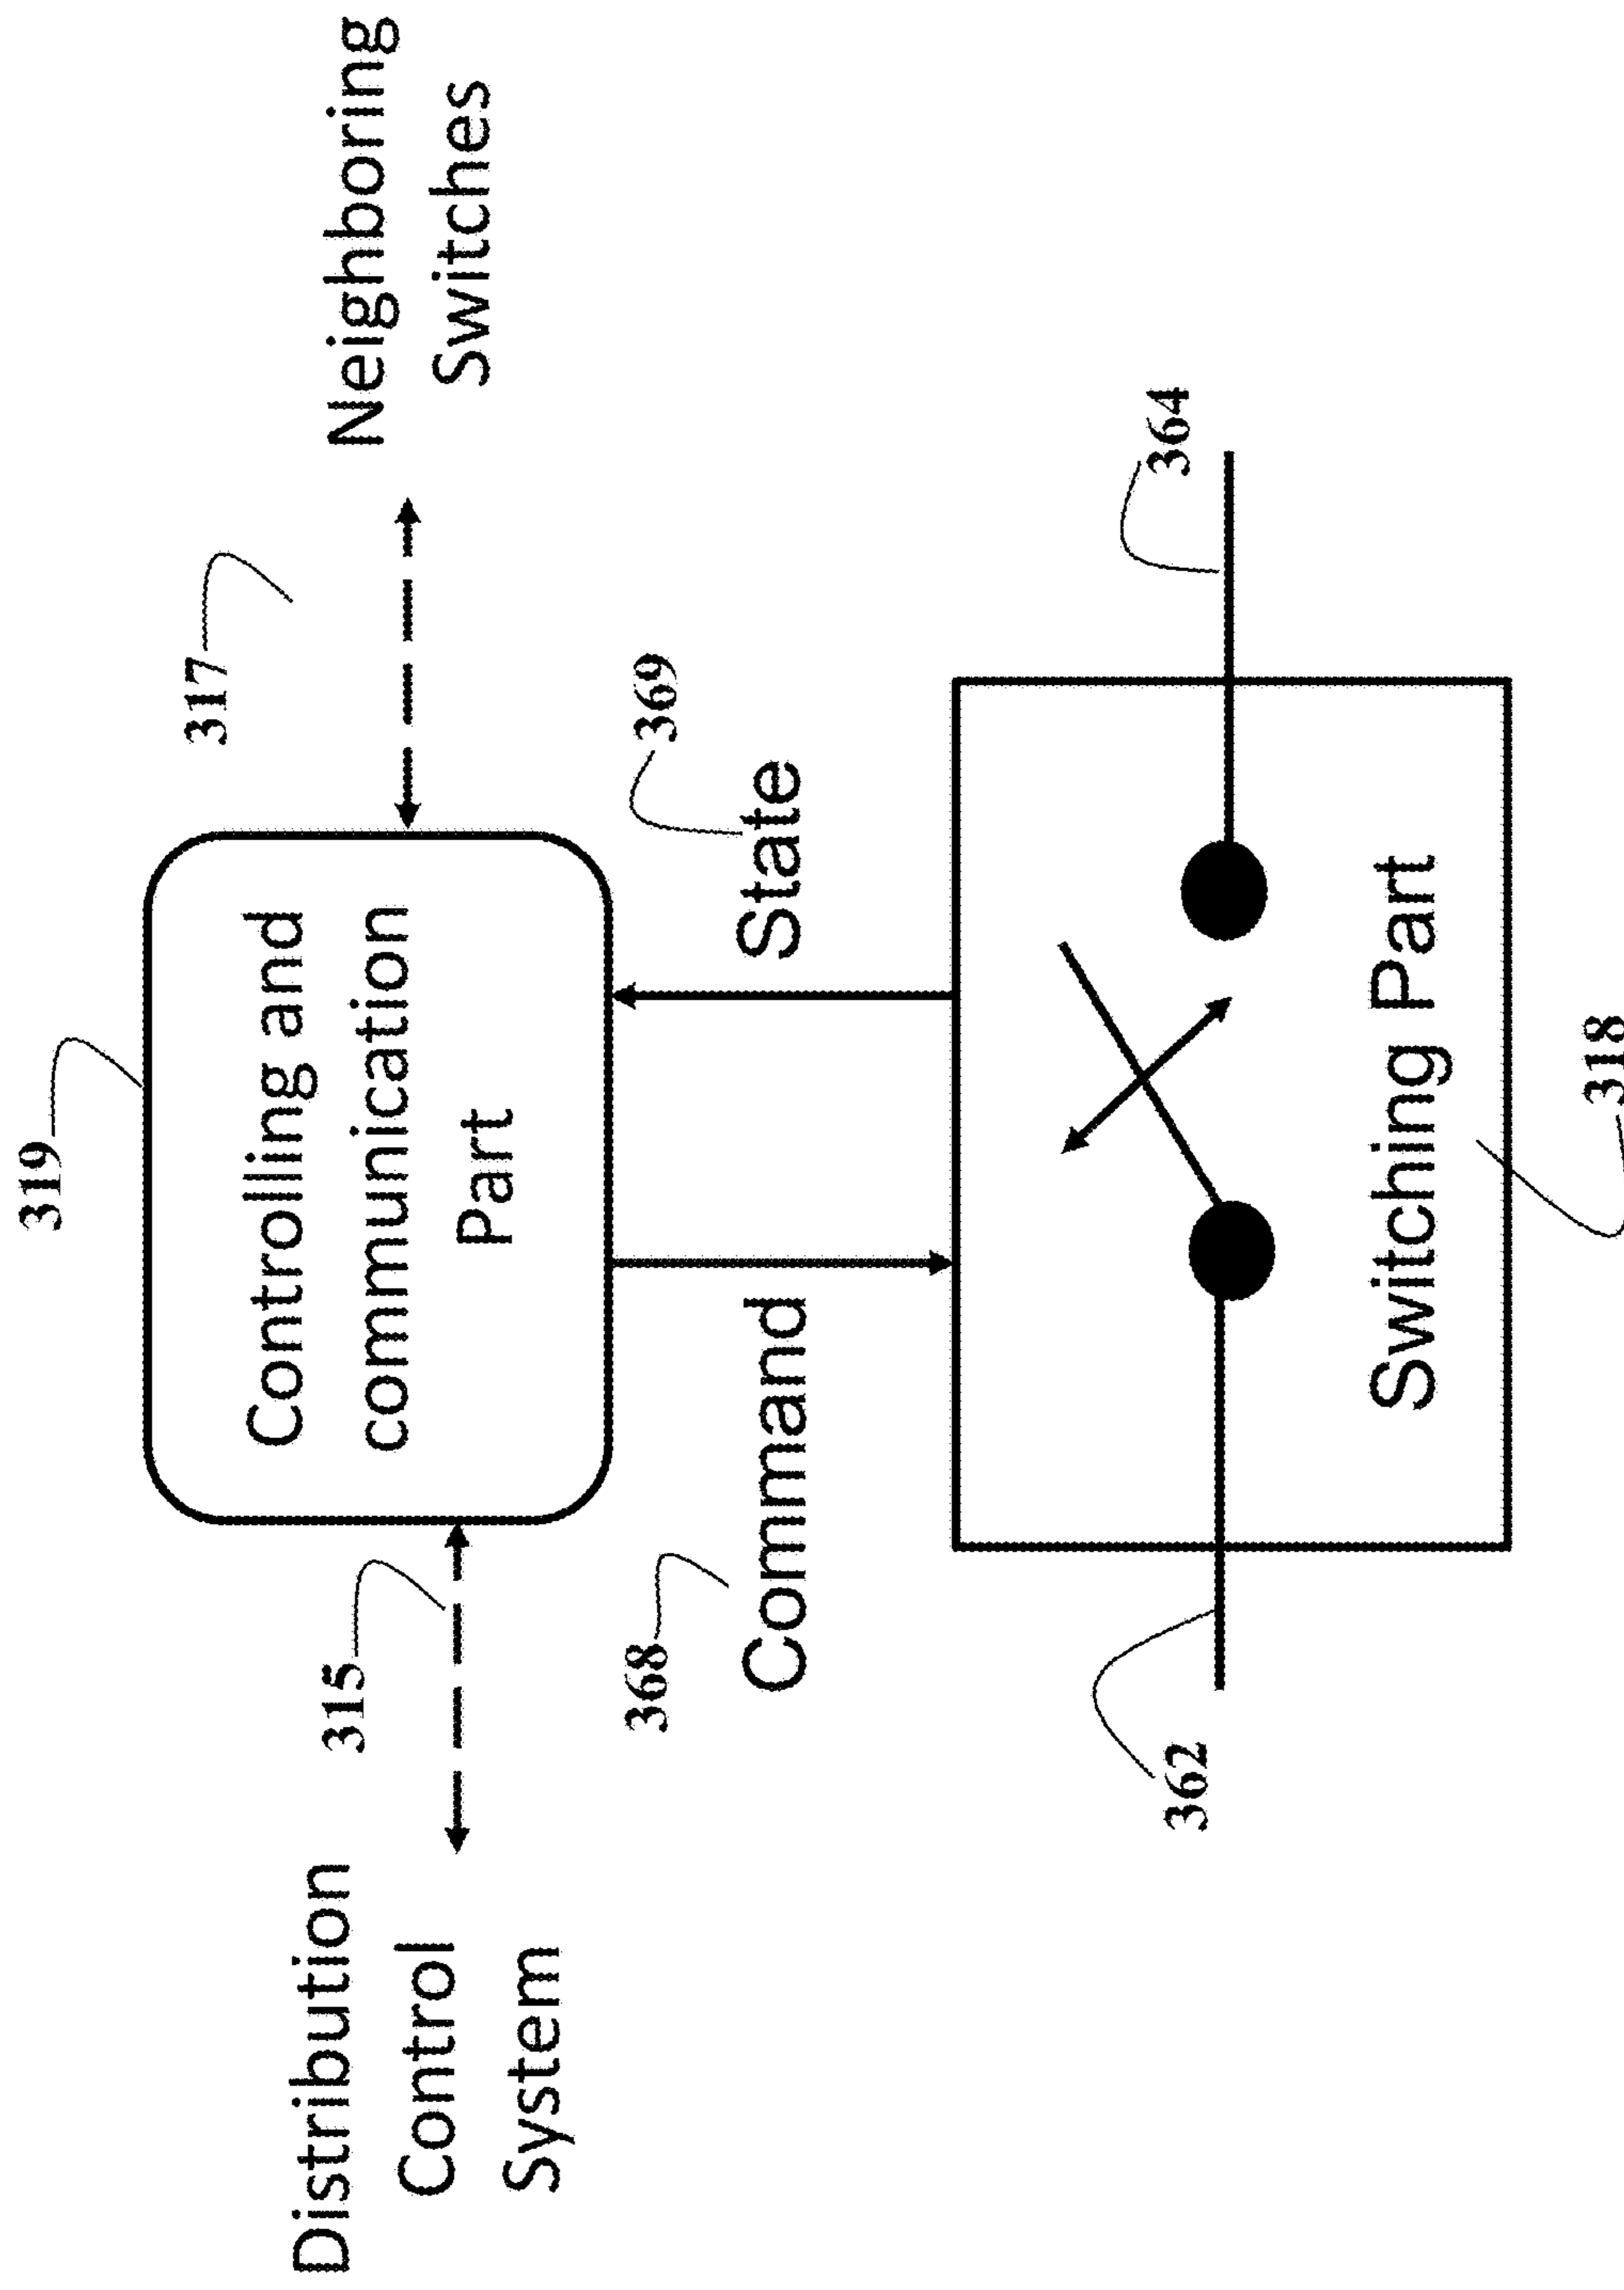 319
Controlling and
communication
Part
317
Neighboring
Switches
315
Distribution
Control
System
368
Command
369
State
362
364
Switching Part
318